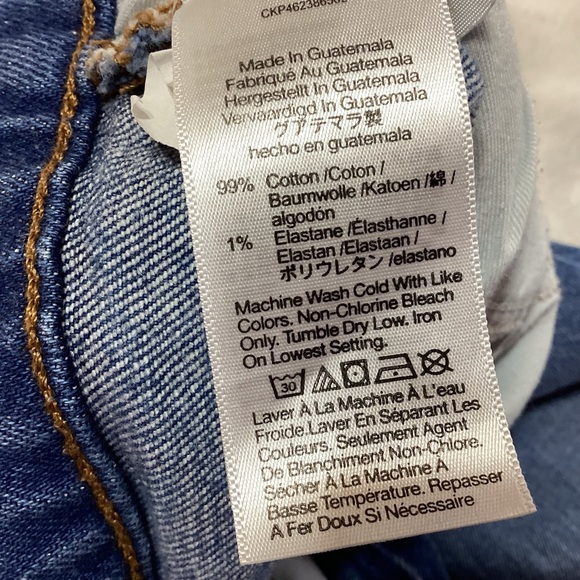 Made In Guatemala
Fabriqué Au Guatemala
Hergestellt In Guatemala
Vervaardigd In Guatemala
グアテマラ製
hecho en guatemala
99% Cotton /Coton /
Baumwolle /Katoen /綿 /
algodón
1% Elastane /Élasthanne /
Elastan /Elastaan /
ポリウレタン /elastano
Machine Wash Cold With Like
Colors. Non-Chlorine Bleach
Only. Tumble Dry Low. Iron
On Lowest Setting.
30
Laver À La Machine À L'eau
Froide.Laver En Séparant Les
Couleurs. Seulement Agent
De Blanchiment Non-Chlore.
Sécher À La Machine À
Basse Température. Repasser
A Fer Doux Si Nécessaire